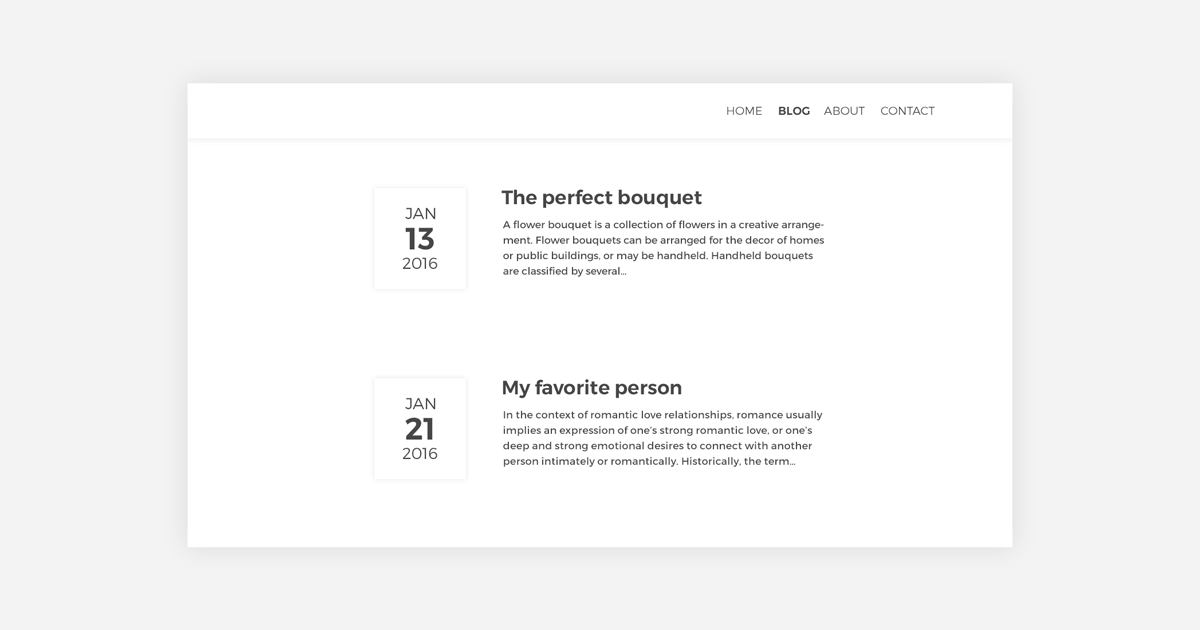 HOME BLOG ABOUT CONTACT
JAN
13
2016
The perfect bouquet
A flower bouquet is a collection of flowers in a creative arrange-
ment. Flower bouquets can be arranged for the decor of homes
or public buildings, or may be handheld. Handheld bouquets
are classified by several...
JAN
21
2016
My favorite person
In the context of romantic love relationships, romance usually
implies an expression of one's strong romantic love, or one's
deep and strong emotional desires to connect with another
person intimately or romantically. Historically, the term...